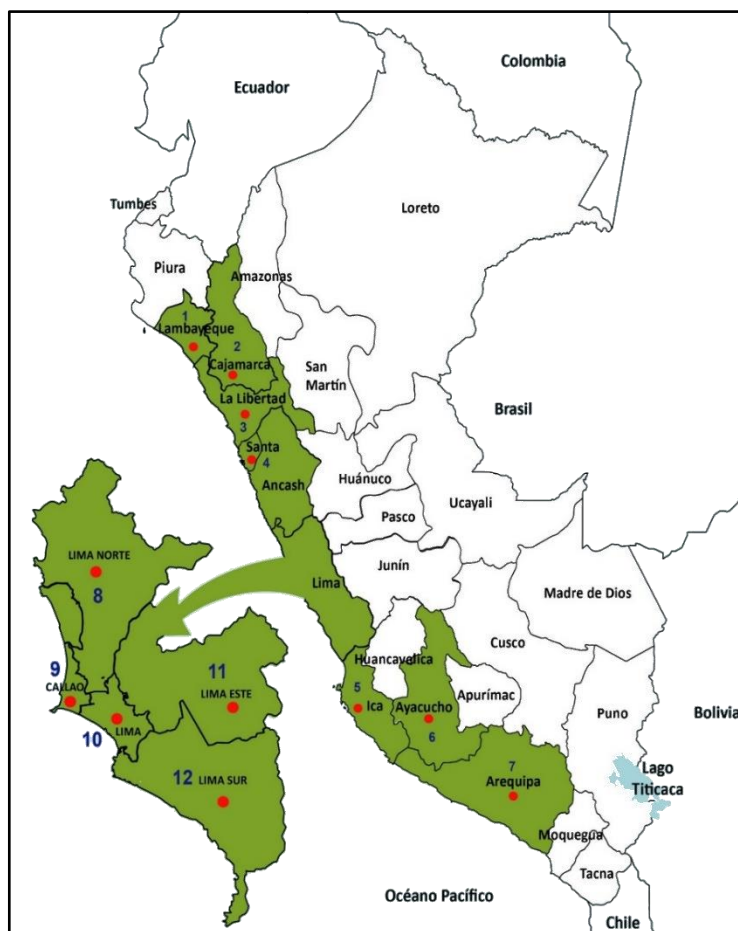 Colombia
Ecuador
Tumbes
Loreto
Piura
Amazonas
1
Lambayeque
2
Cajamarca
San
Martín
La Libertad
3
Brasil
Santa
4
Ancash
Huánuco
Ucayali
Pasco
LIMA NORTE
8
Junín
Lima
Madre de Dios
Cusco
Huancavelica
9
CALLAO
11
LIMA ESTE
5
Ica
Ayacucho
6
Apurímac
Puno
Bolivia
10
LIMA
12 LIMA SUR
7
Arequipa
Lago
Titicaca
Moquegua
Tacna
Océano Pacífico
Chile